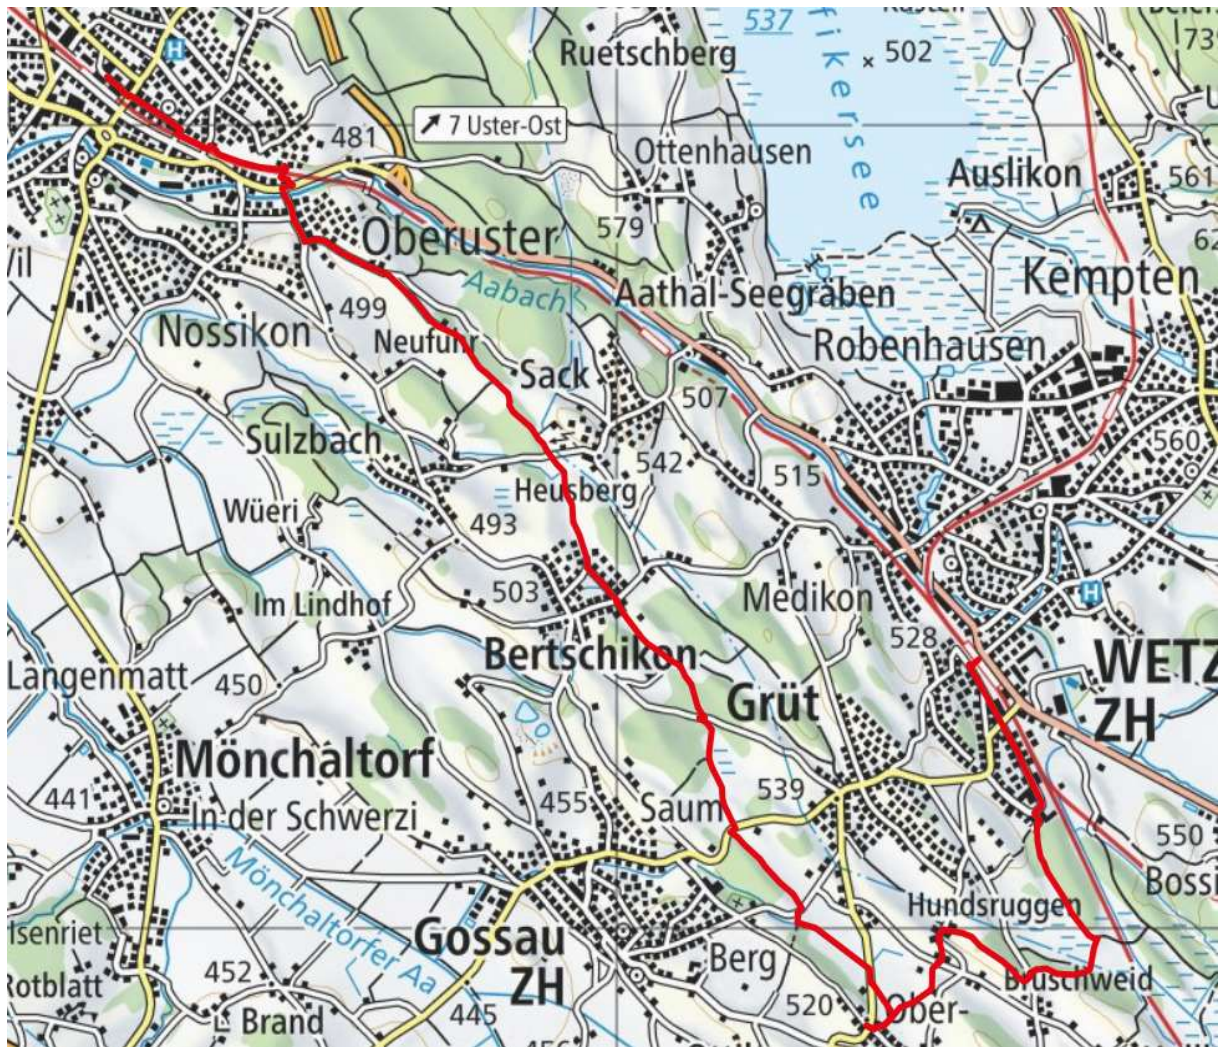 537
fikersee
502
739
Ruetschberg
H
7 Uster-Ost
481
Ottenhausen
Auslikon
561
579
62
Oberuster
Kempten
Aabach
Aathal-Seegräben
499
Nossikon
Neufuhr
Robenhausen
Sack
507
560
Sulzbach
542
515
Heusberg
Wüeri
493
503
Im Lindhof
Medikon
H
528
Bertschikon
WETZ
ZH
Langenmatt
450
Grüt
Mönchaltorf
441
In der Schwerzi
455
Saum
539
550
Mönchaltorfer Aa
Bossi
Hundsruggen
Isenriet
Gossau
ZH
Berg
Rotblatt
452
Brüschweid
Brand
445
520
Ober-